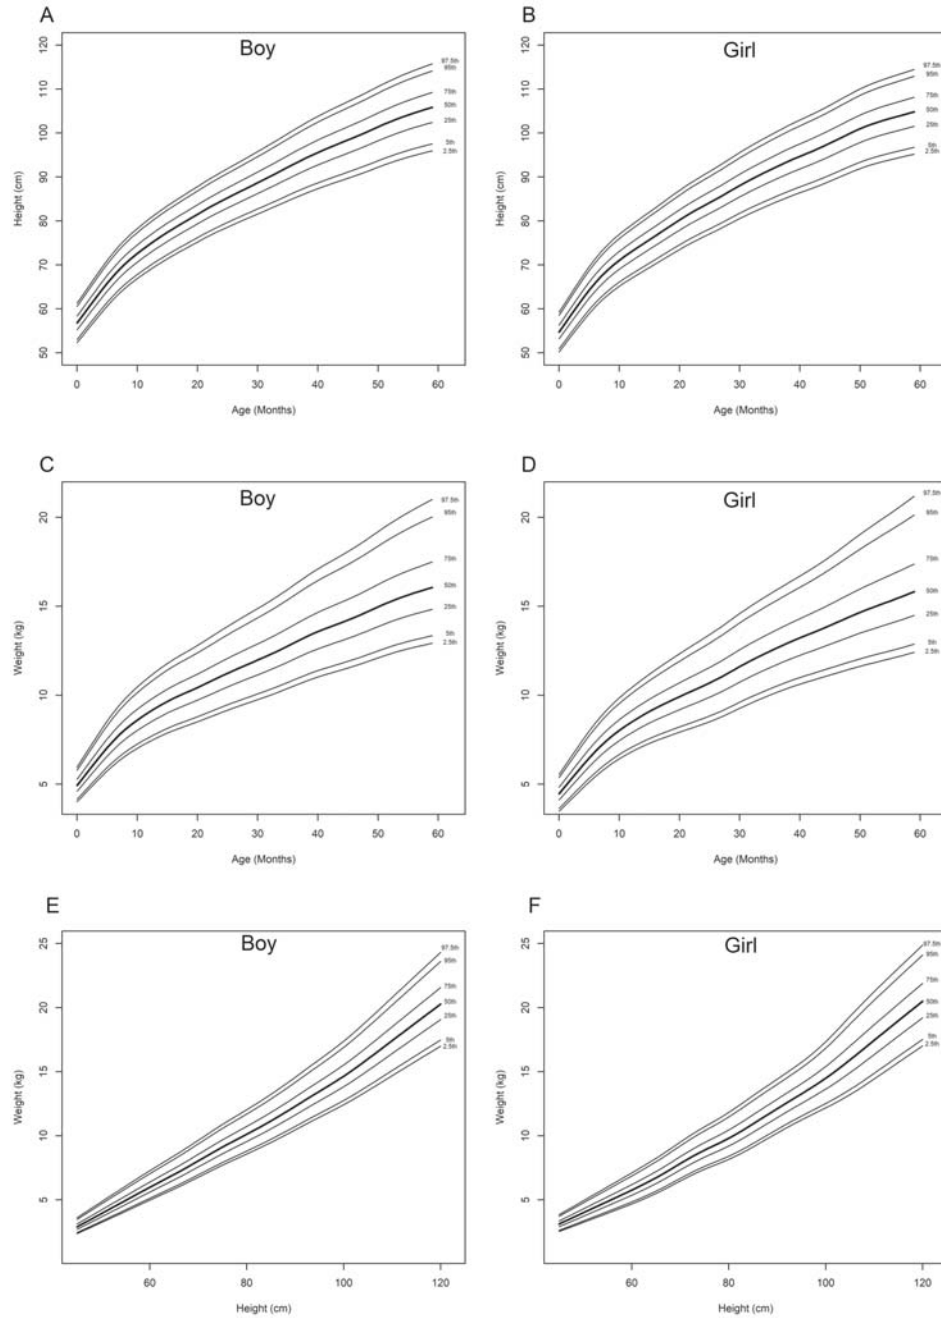 A
Boy
120
110
100
90
80
70
60
50
Height (cm)
97.5th
95th
75th
50th
25th
5th
2.5th
0 10 20 30 40 50 60
Age (Months)
B
Girl
120
110
100
90
80
70
60
50
Height (cm)
97.5th
95th
75th
50th
25th
5th
2.5th
0 10 20 30 40 50 60
Age (Months)
C
Boy
20
15
10
5
Weight (kg)
97.5th
95th
75th
50th
25th
5th
2.5th
0 10 20 30 40 50 60
Age (Months)
D
Girl
20
15
10
5
Weight (kg)
97.5th
95th
75th
50th
25th
5th
2.5th
0 10 20 30 40 50 60
Age (Months)
E
Boy
25
20
15
10
5
Weight (kg)
97.5th
95th
75th
50th
25th
5th
2.5th
60 80 100 120
Height (cm)
F
Girl
25
20
15
10
5
Weight (kg)
97.5th
95th
75th
50th
25th
5th
2.5th
60 80 100 120
Height (cm)